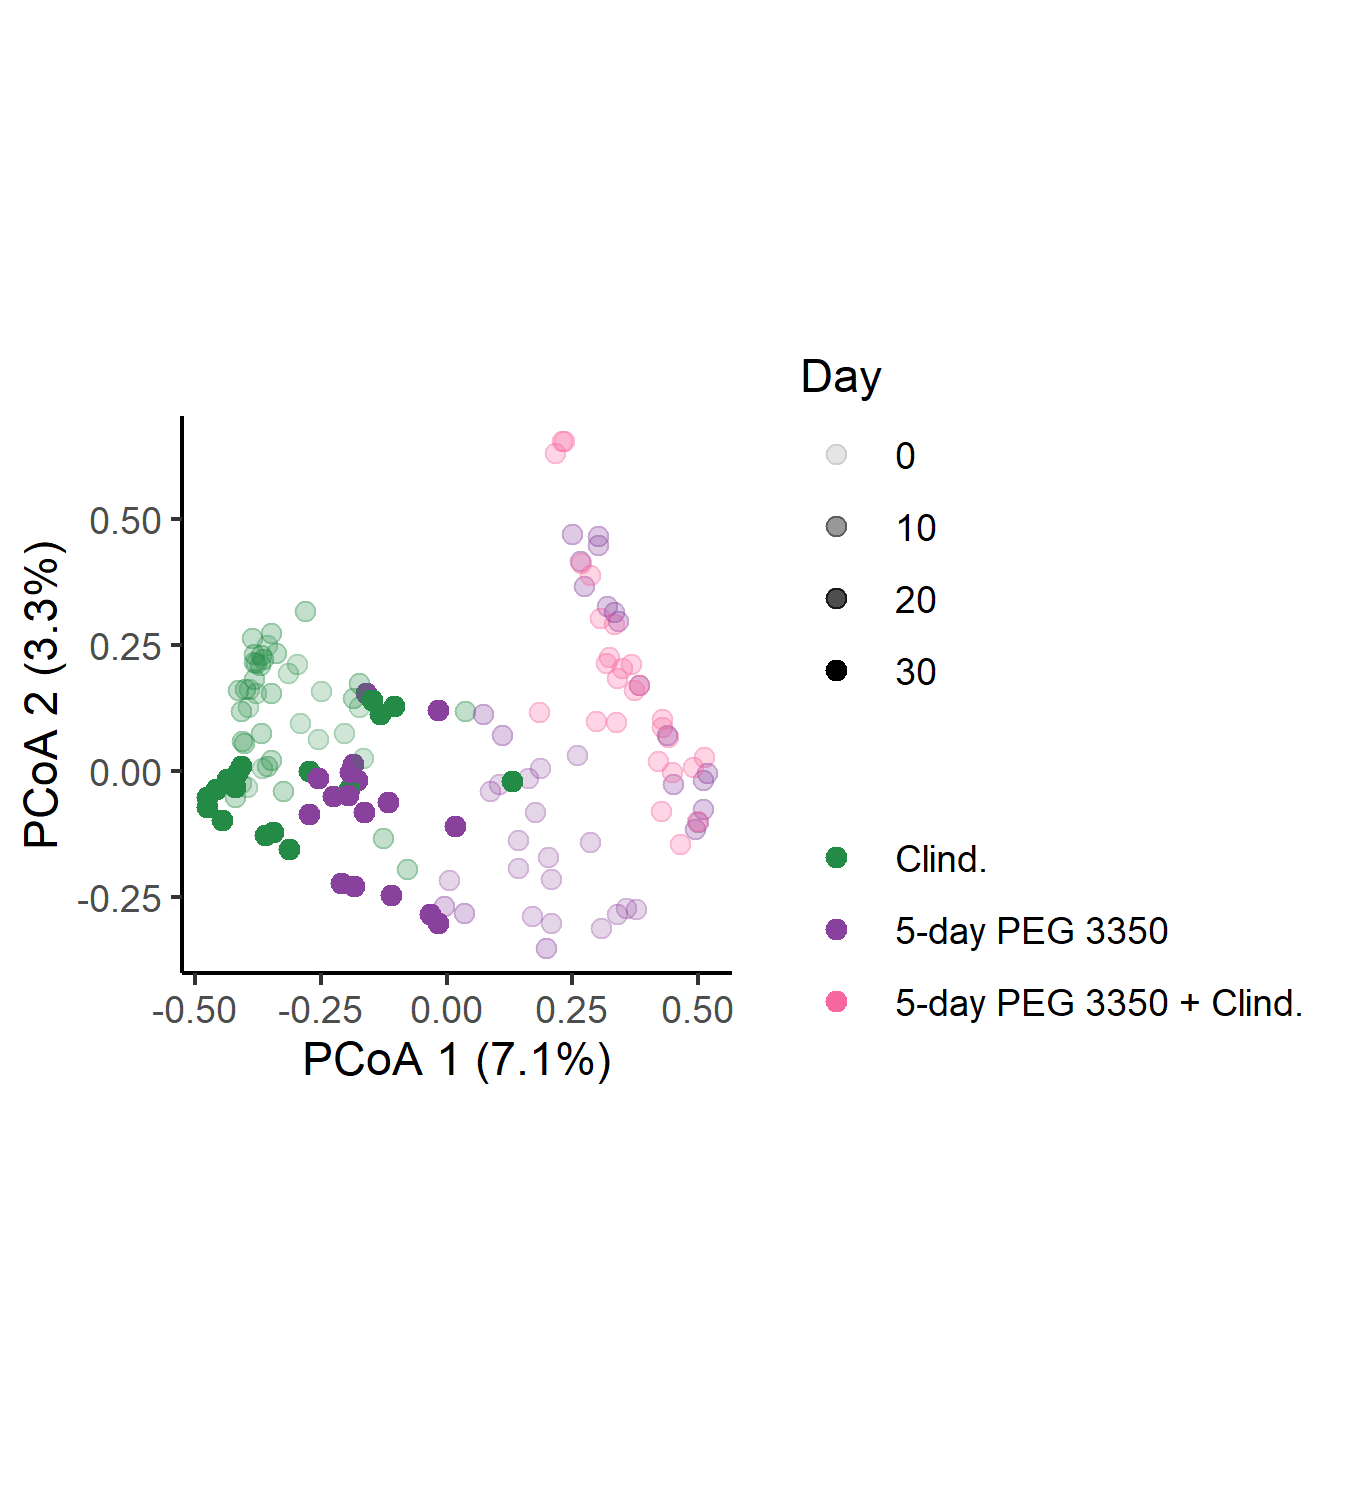 Day
0
10
20
30
Clind.
5-day PEG 3350
5-day PEG 3350 + Clind.
PCoA 2 (3.3%)
0.50
0.25
0.00
-0.25
-0.50 -0.25 0.00 0.25 0.50
PCoA 1 (7.1%)